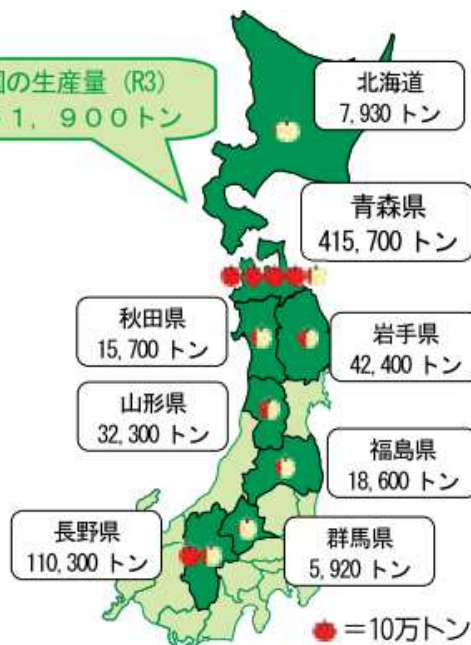 国の生産量 (R3)
1, 900トン
北海道
7,930 トン
青森県
415,700 トン
秋田県
15,700 トン
岩手県
42,400 トン
山形県
32,300 トン
福島県
18,600 トン
長野県
110,300 トン
群馬県
5,920 トン
=10万トン